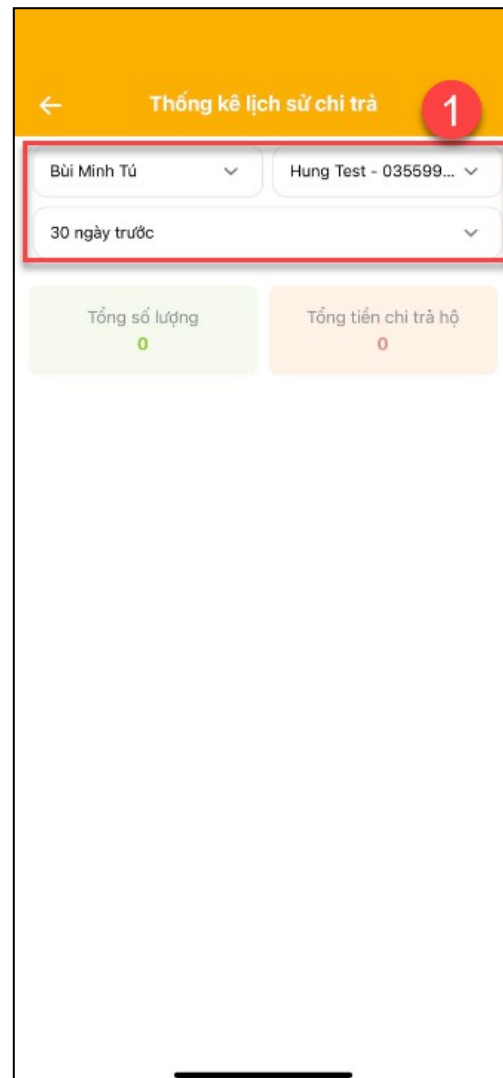 Thống kê lịch sử chi trả
1
Bùi Minh Tú
Hung Test - 035599...
30 ngày trước
Tổng số lượng
0
Tổng tiền chi trả hộ
0